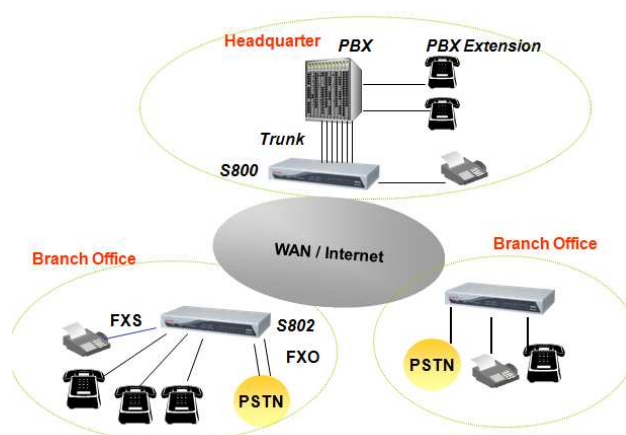 Headquarter
PBX
PBX Extension
Trunk
S800
WAN / Internet
Branch Office
Branch Office
FXS
S802
FXO
PSTN
PSTN